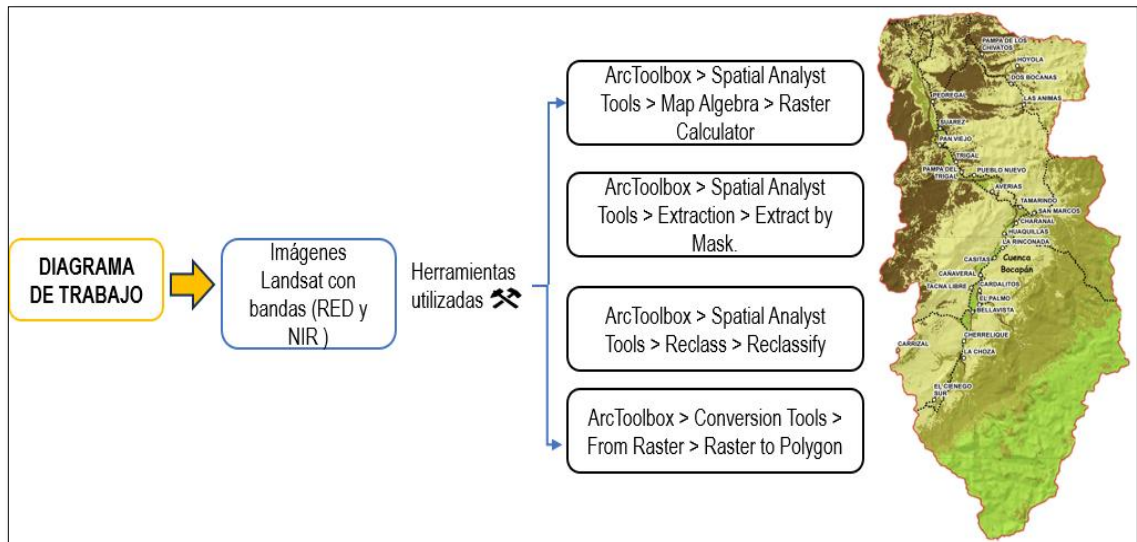 DIAGRAMA
DE TRABAJO
Imágenes
Landsat con
bandas (RED y
NIR )
Herramientas
utilizadas
ArcToolbox > Spatial Analyst
Tools > Map Algebra > Raster
Calculator
ArcToolbox > Spatial Analyst
Tools > Extraction > Extract by
Mask.
ArcToolbox > Spatial Analyst
Tools > Reclass > Reclassify
ArcToolbox > Conversion Tools >
From Raster > Raster to Polygon
PAMPA DE LOS
CHIVATOS
HOYOLA
DOS BOCANAS
LAS ANIMAS
PEDREGAL
SUAREZ
PAN VIEJO
TRIGAL
PAMPA DEL
TRIGAL
PUEBLO NUEVO
AVERIAS
TAMARINDO
SAN MARCOS
CHARANAL
HUAQUILLAS
LA RINCONADA
CASITAS
Cuenca
Bocapán
CAÑAVERAL
TACNA LIBRE
CARDALITOS
EL PALMO
BELLAVISTA
CHERRELIQUE
CARRIZAL
LA CHOZA
EL CIENEGO
SUR